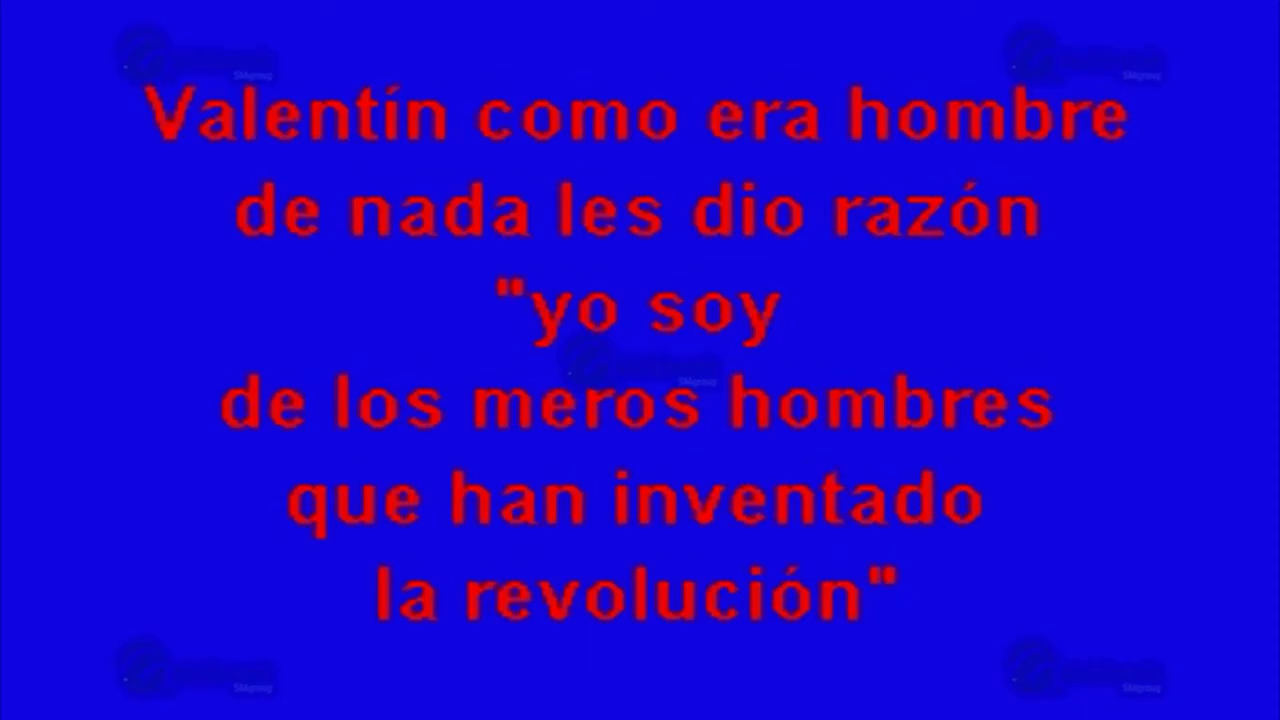 Valentín como era hombre
de nada les dio razón
"yo soy
de los meros hombres
que han inventado
la revolución"